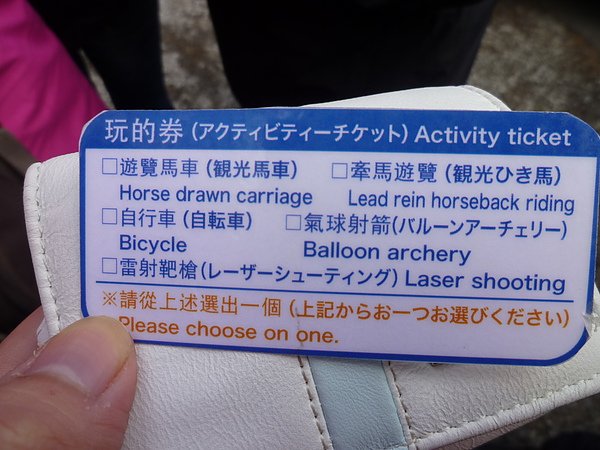 玩的券(アクティビティーチケット) Activity ticket
□遊覽馬車(観光馬車) □牽馬遊覽(観光ひき馬)
Horse drawn carriage Lead rein horseback riding
□自行車(自転車) □氣球射箭(バルーンアーチェリー)
Bicycle Balloon archery
□雷射靶槍(レーザーシューティング) Laser shooting
※請從上述選出一個(上記からお一つお選びください)
Please choose on one.